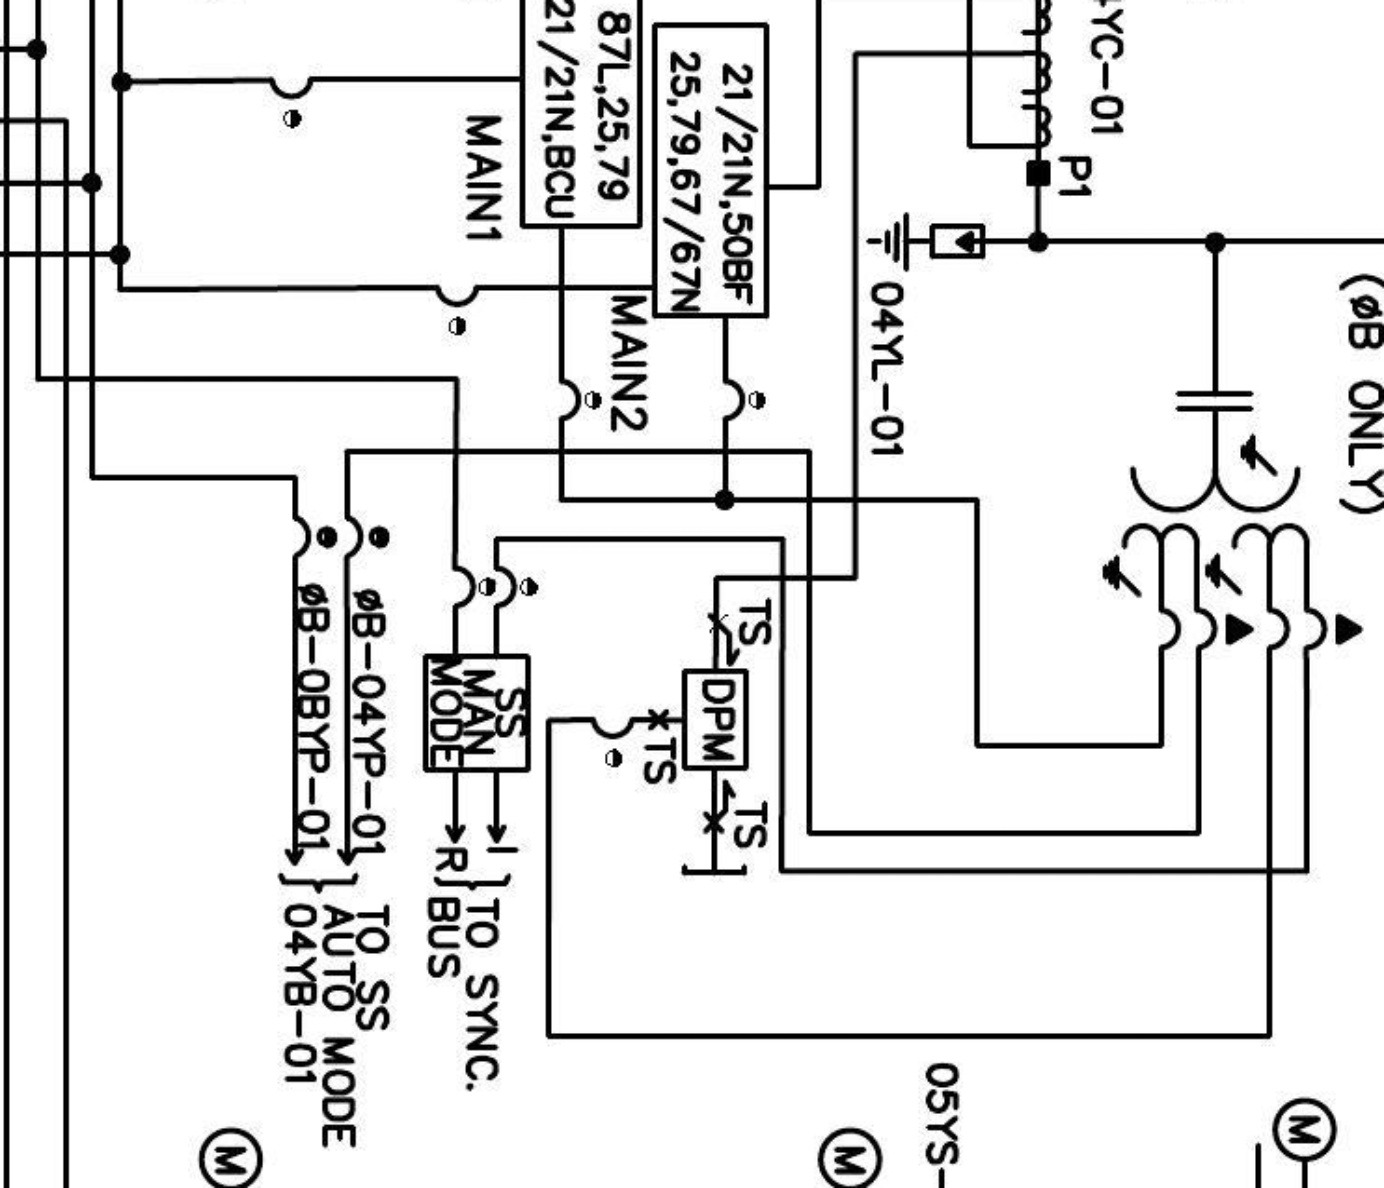 87L,25,79
21/21N,BCU
MAIN1
21/21N,50BF
25,79,67/67N
MAIN2
YC-01
P1
04YL-01
(øB ONLY)
øB-04YP-01
øB-0BYP-01
SS
MAN
MODE
TS
DPM
TS
TS
I
R
TO SYNC.
BUS
TO SS
AUTO MODE
04YB-01
05YS-
M
M
M